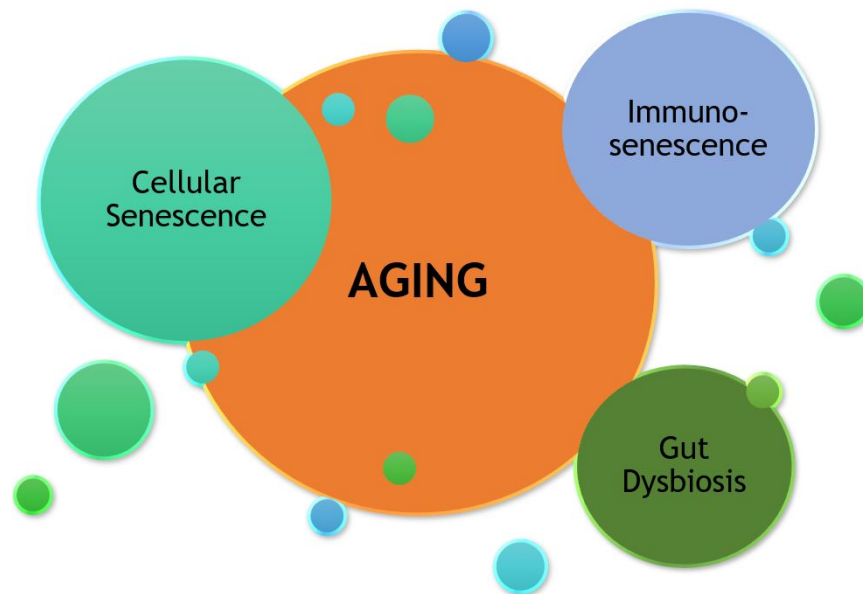 Cellular
Senescence
AGING
Immuno-
senescence
Gut
Dysbiosis